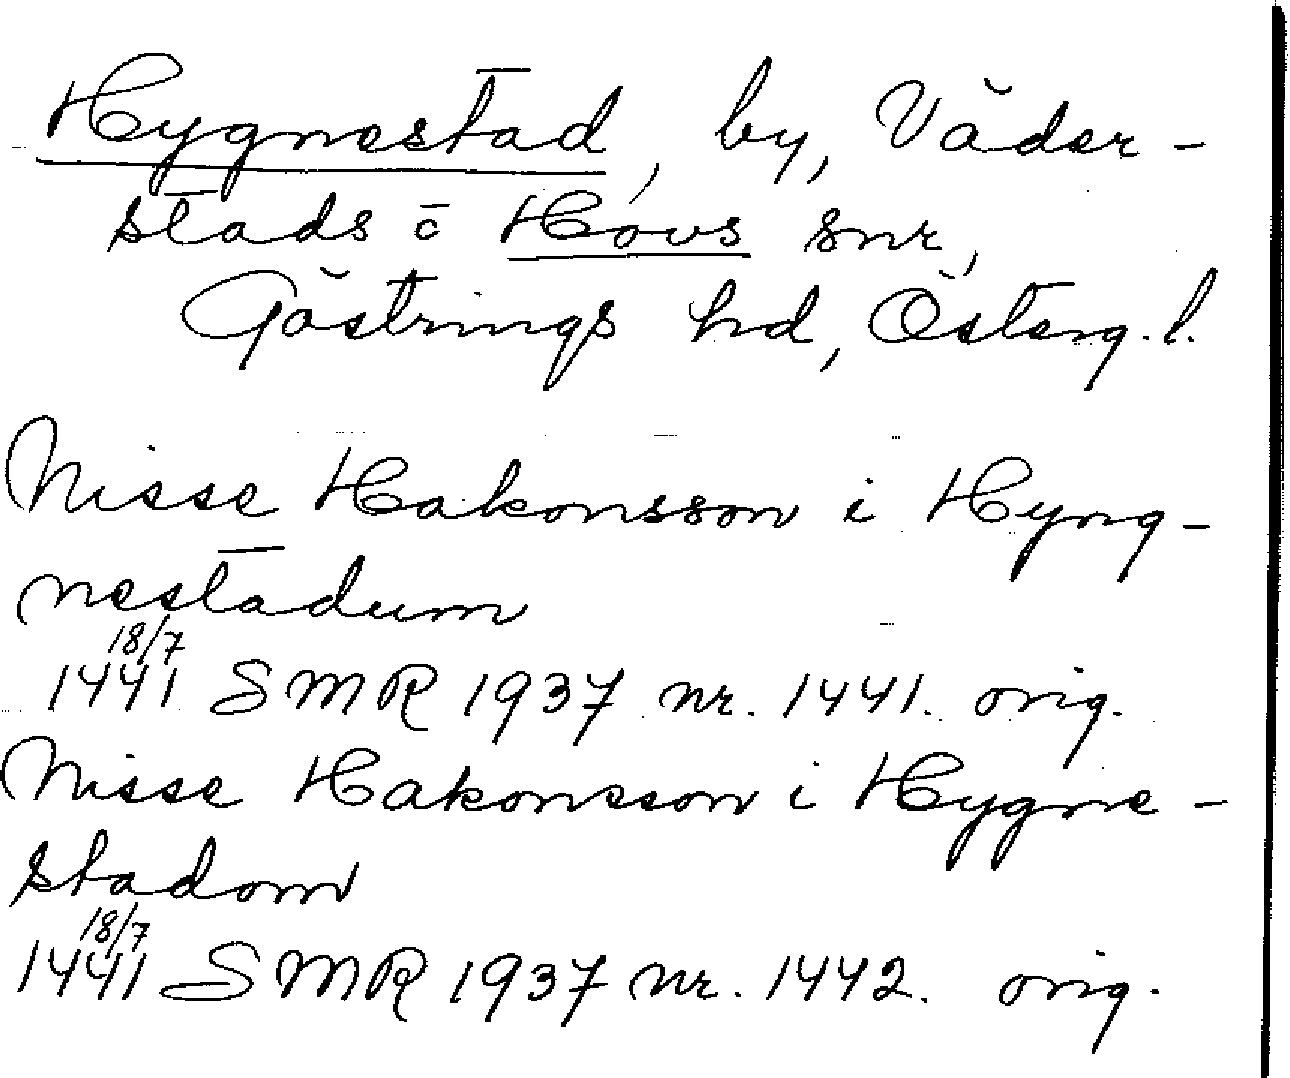 Hygnestad, by, Väder-
stads o Hovs snr,
Göstrings hd, Österg.l.
Nisse Hakonsson i Hyng-
nestadum
18/7
1441 SMR 1937 nr. 1441. orig.
Nisse Hakonsson i Hygne-
stadom
18/7
1441 SMR 1937 nr. 1442. orig.